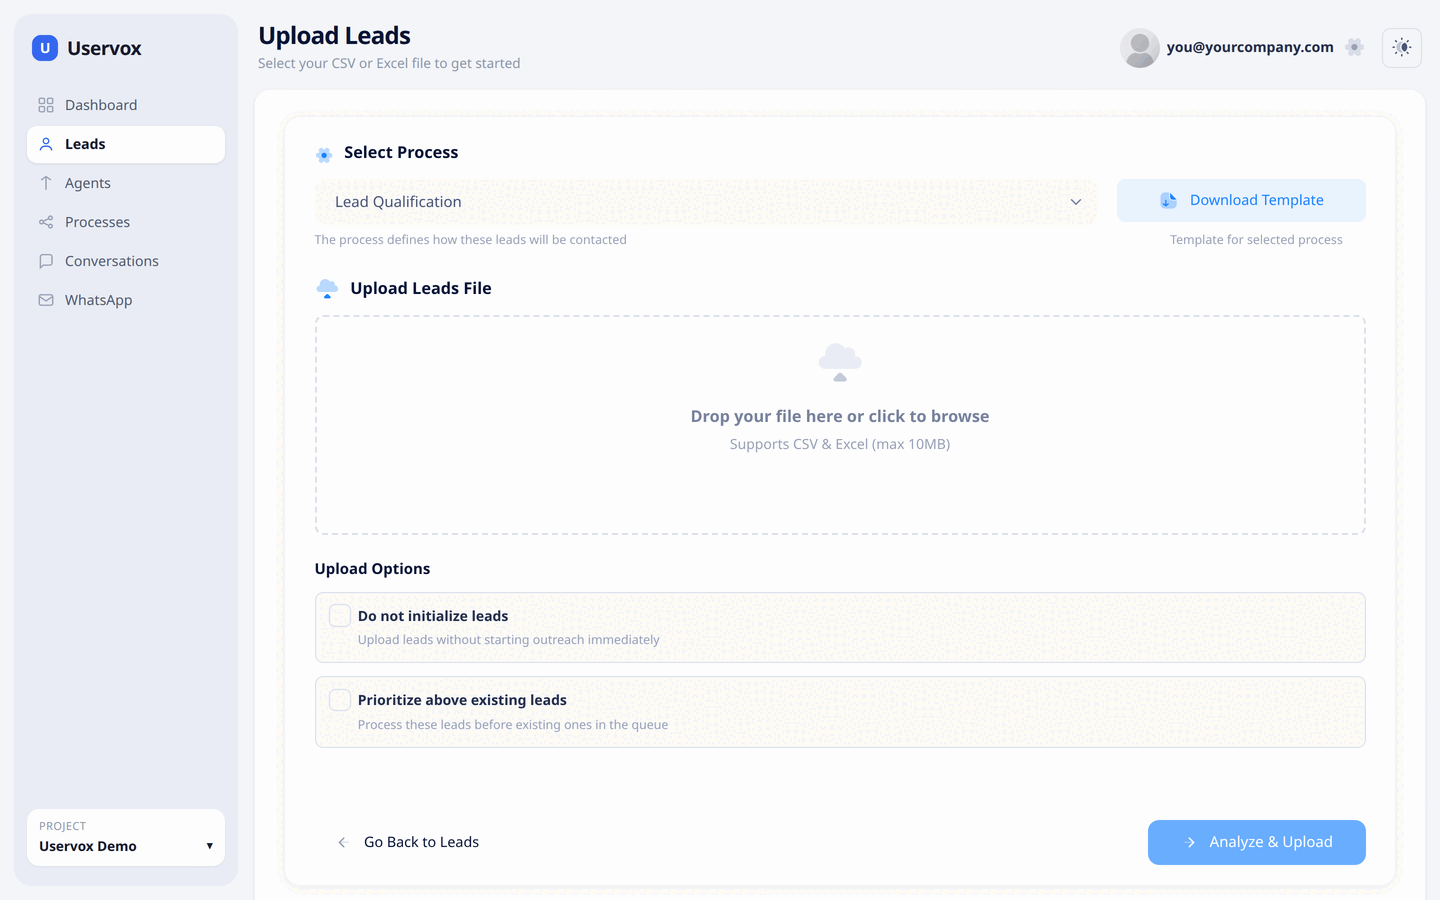 U Uservox
Dashboard
Leads
Agents
Processes
Conversations
WhatsApp
PROJECT
Uservox Demo
Upload Leads
Select your CSV or Excel file to get started
you@yourcompany.com
Select Process
Lead Qualification
Download Template
The process defines how these leads will be contacted
Template for selected process
Upload Leads File
Drop your file here or click to browse
Supports CSV & Excel (max 10MB)
Upload Options
Do not initialize leads
Upload leads without starting outreach immediately
Prioritize above existing leads
Process these leads before existing ones in the queue
Go Back to Leads
Analyze & Upload